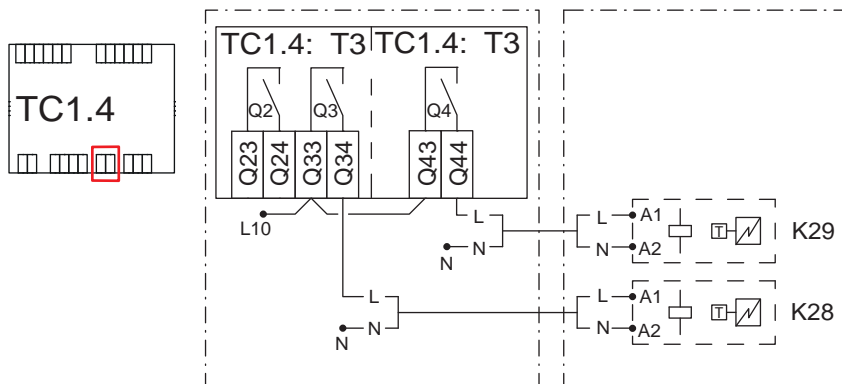 TC1.4
TC1.4: T3
TC1.4: T3
Q2
Q3
Q4
Q23
Q24
Q33
Q34
Q43
Q44
L10
L
N
N
L
N
A1
A2
T
K29
L
N
N
L
N
A1
A2
T
K28